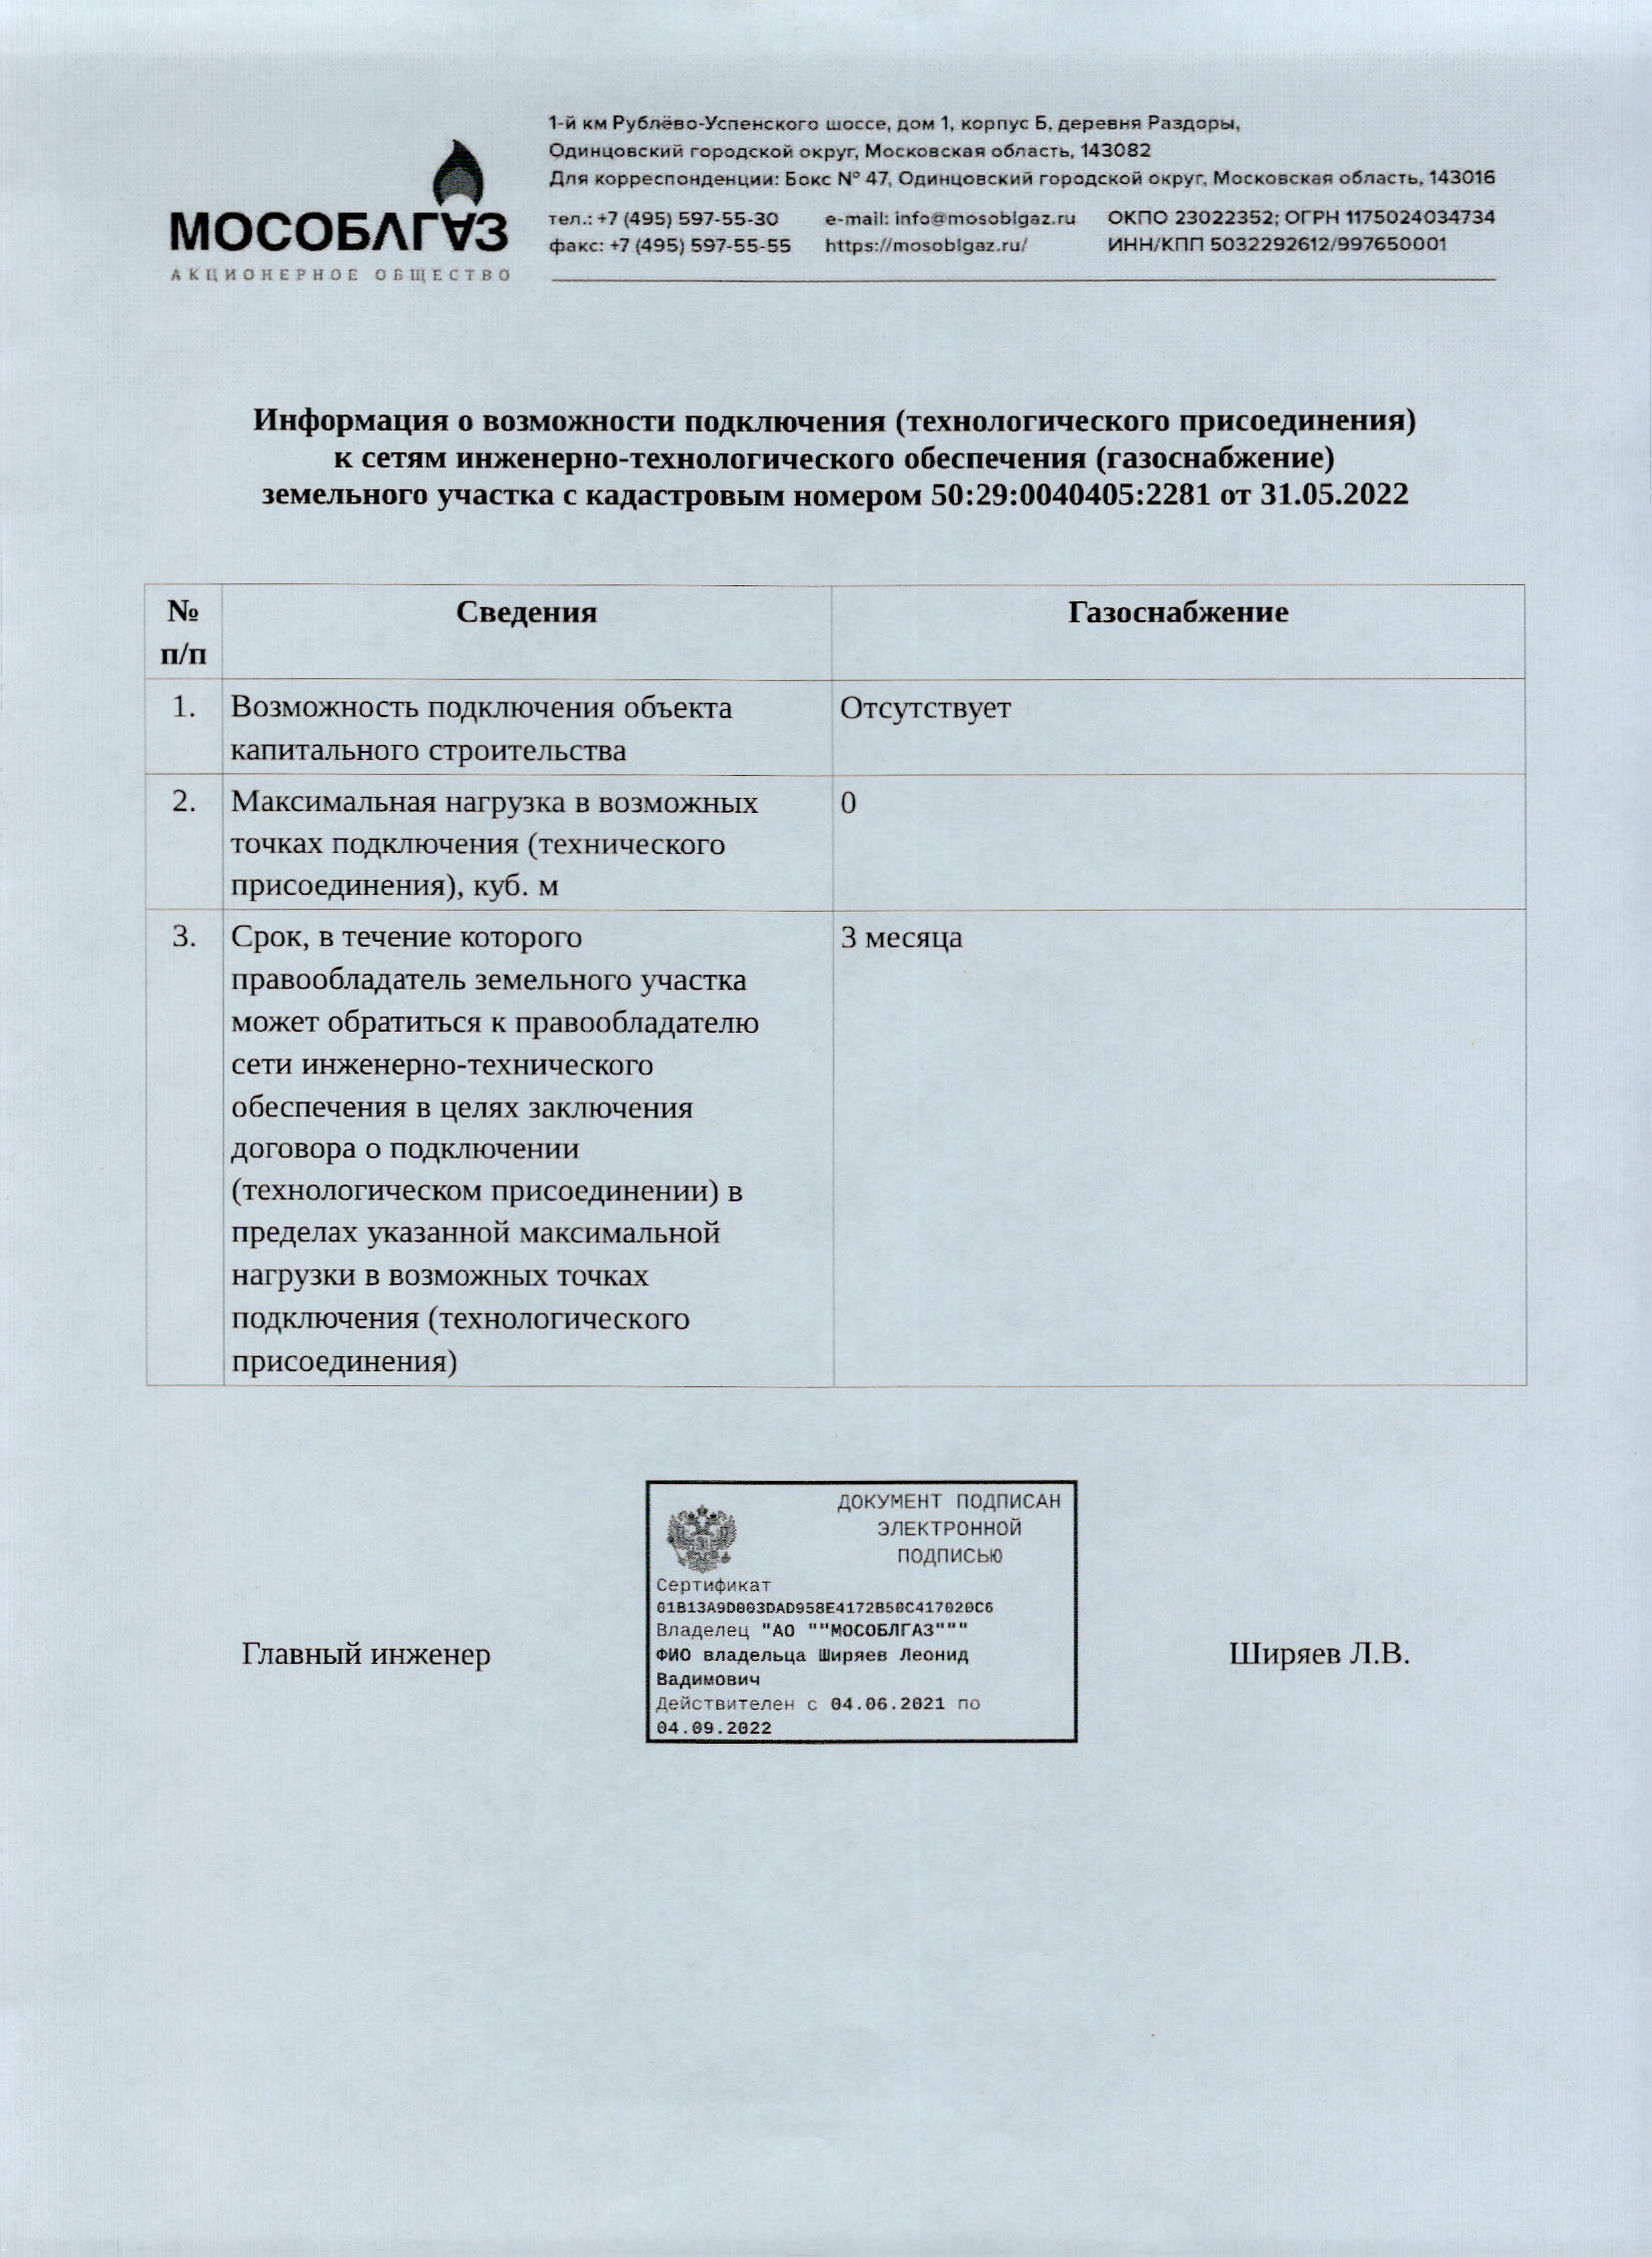 1-й км Рублёво-Успенского шоссе, дом 1, корпус Б, деревня Раздоры,
Одинцовский городской округ, Московская область, 143082
Для корреспонденции: Бокс № 47, Одинцовский городской округ, Московская область, 143016
МОСОБЛГАЗ
АКЦИОНЕРНОЕ ОБЩЕСТВО
тел.: +7 (495) 597-55-30 e-mail: info@mosoblgaz.ru ОКПО 23022352; ОГРН 1175024034734
факс: +7 (495) 597-55-55 https://mosoblgaz.ru/ ИНН/КПП 5032292612/997650001
Информация о возможности подключения (технологического присоединения)
к сетям инженерно-технологического обеспечения (газоснабжение)
земельного участка с кадастровым номером 50:29:0040405:2281 от 31.05.2022
№ Сведения Газоснабжение
п/п
1. Возможность подключения объекта Отсутствует
капитального строительства
2. Максимальная нагрузка в возможных 0
точках подключения (технического
присоединения), куб. м
3. Срок, в течение которого 3 месяца
правообладатель земельного участка
может обратиться к правообладателю
сети инженерно-технического
обеспечения в целях заключения
договора о подключении
(технологическом присоединении) в
пределах указанной максимальной
нагрузки в возможных точках
подключения (технологического
присоединения)
ДОКУМЕНТ ПОДПИСАН
ЭЛЕКТРОННОЙ
ПОДПИСЬЮ
Сертификат
01B13A9D003DAD958E4172B50C417020C6
Владелец "АО ""МОСОБЛГАЗ"""
ФИО владельца Ширяев Леонид
Вадимович
Действителен с 04.06.2021 по
04.09.2022
Главный инженер
Ширяев Л.В.